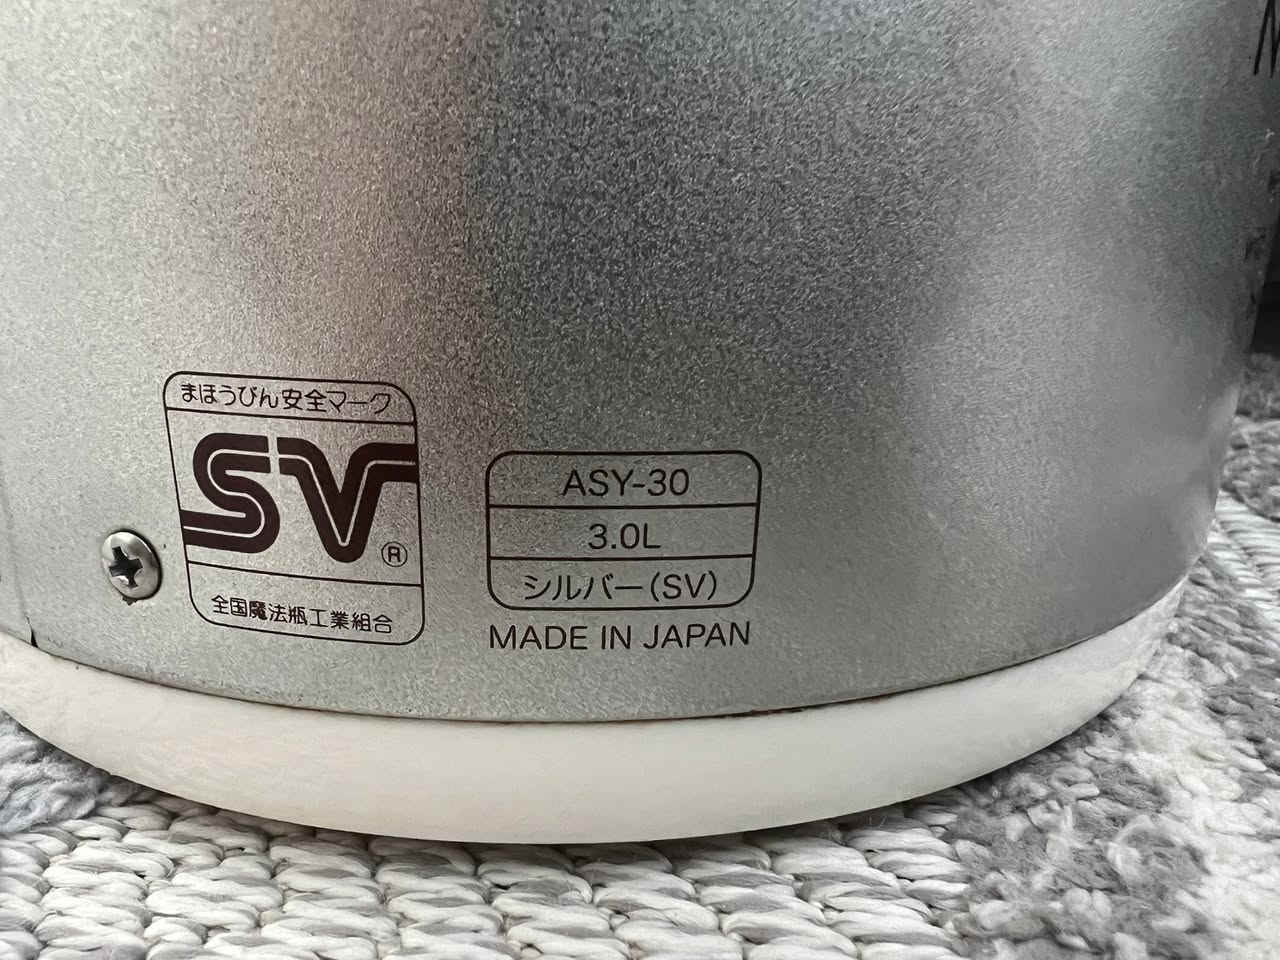 まほうびん安全マーク
SV®
全国魔法瓶工業組合
ASY-30
3.0L
シルバー(SV)
MADE IN JAPAN